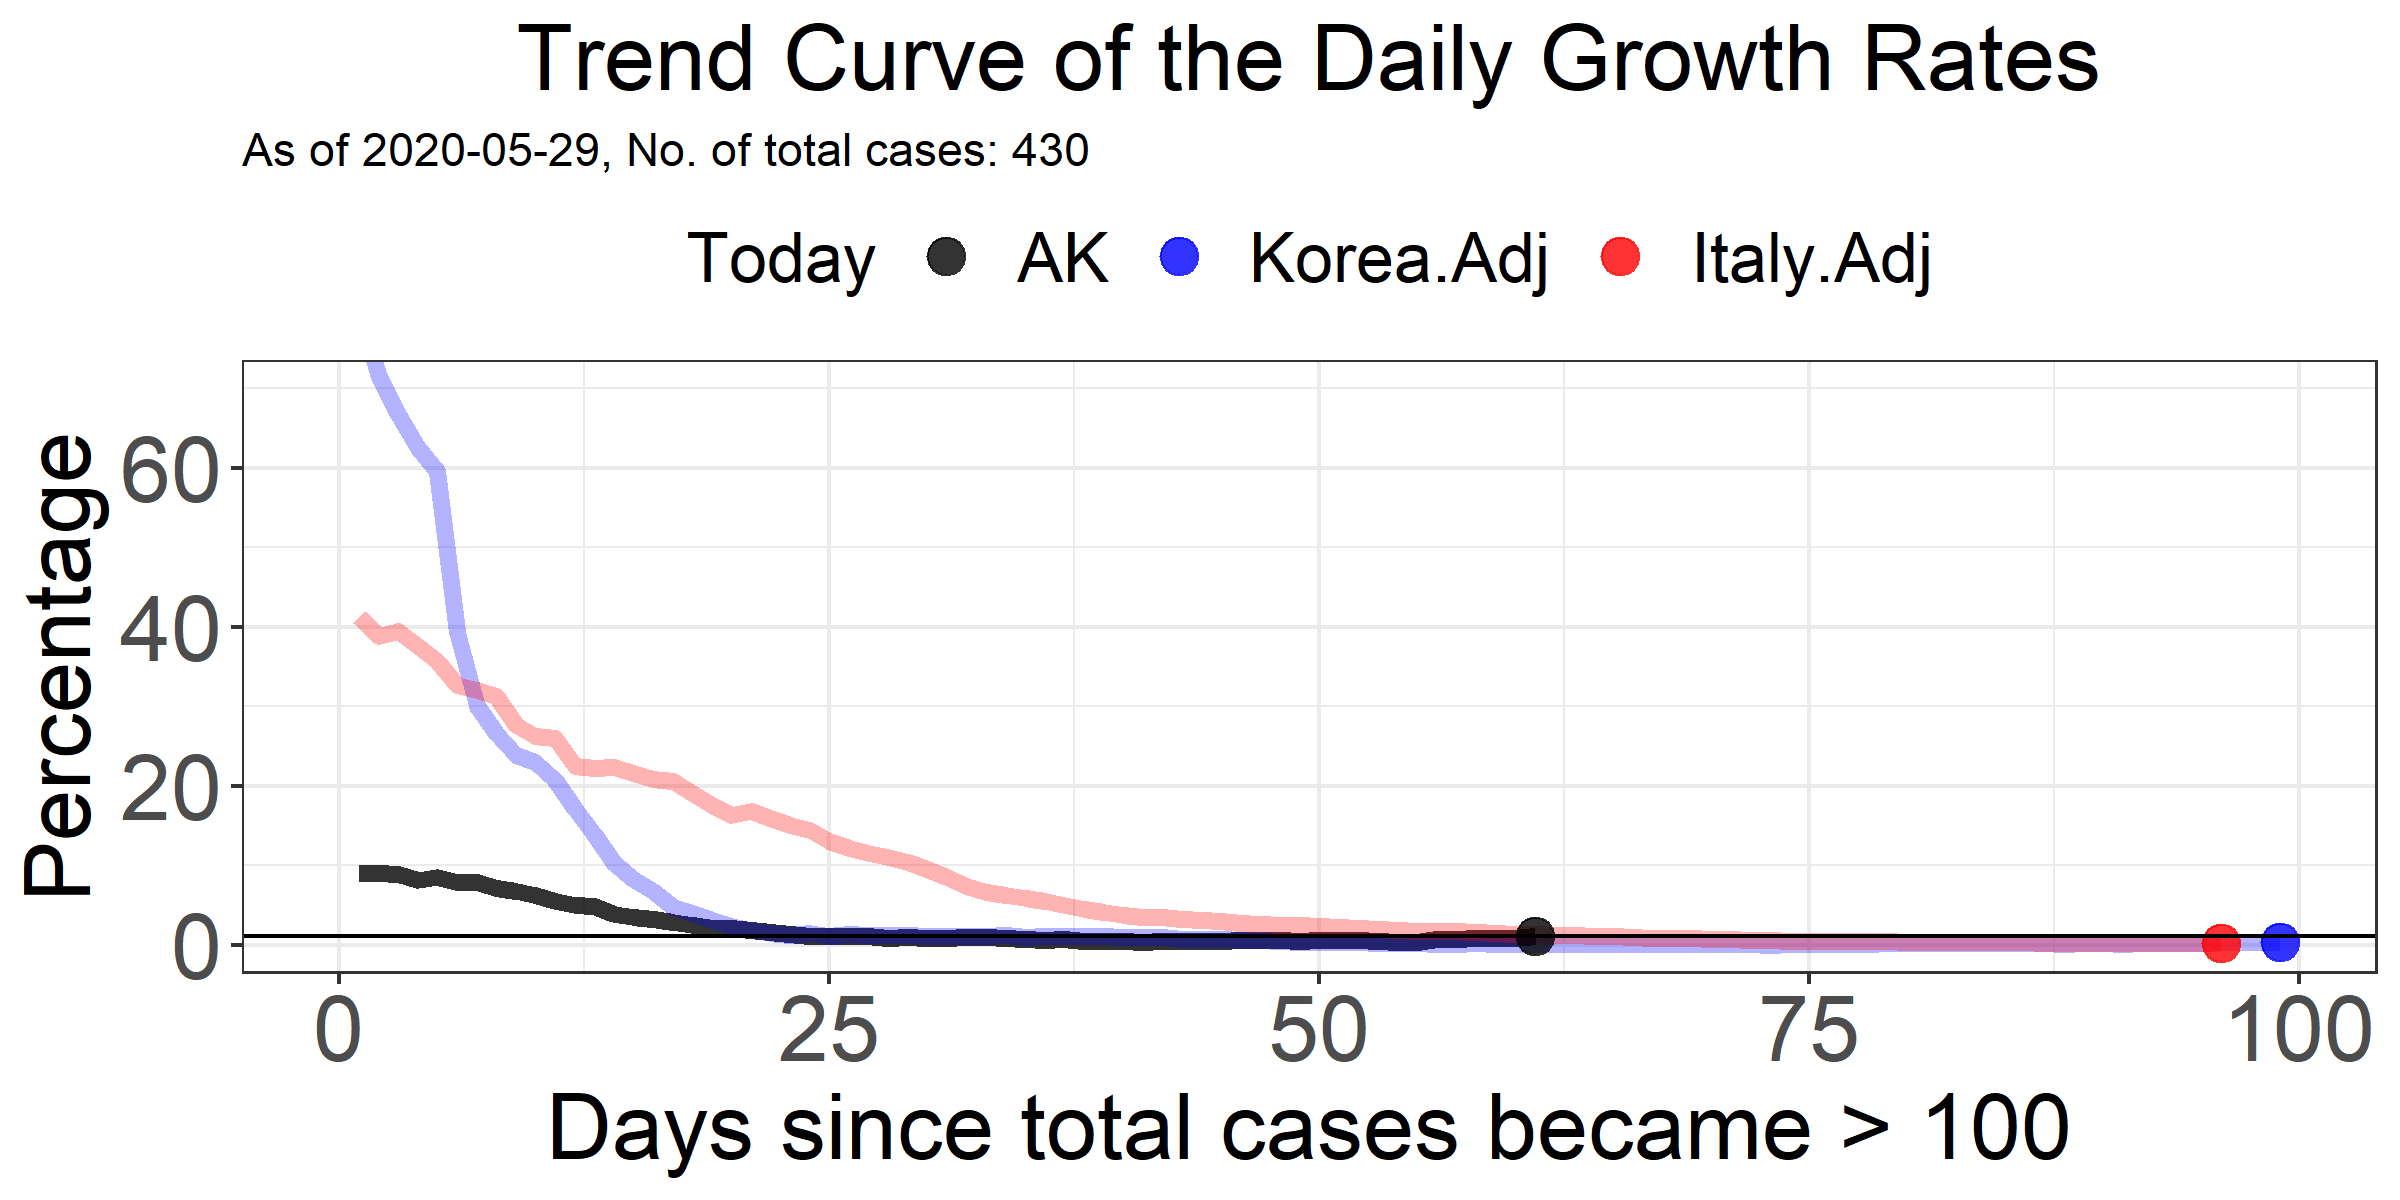 Trend Curve of the Daily Growth Rates
As of 2020-05-29, No. of total cases: 430
Today AK Korea.Adj Italy.Adj
Percentage
60
40
20
0
0 25 50 75 100
Days since total cases became > 100